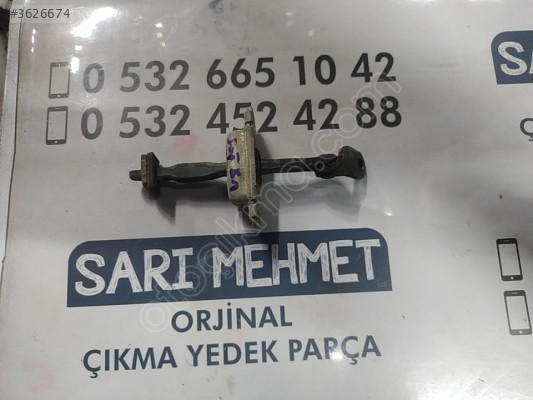 #3626674
0 532 665 10 42
0 532 452 42 88
SARI MEHMET
ORJİNAL
ÇIKMA YEDEK PARÇA